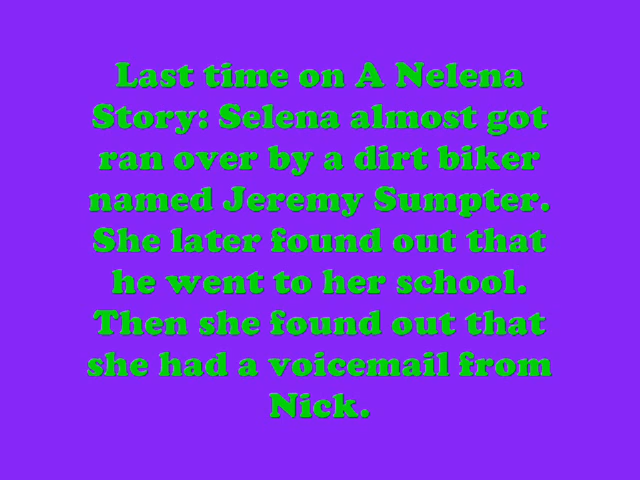 Last time on A Nelena
Story: Selena almost got
ran over by a dirt biker
named Jeremy Sumpter.
She later found out that
he went to her school.
Then she found out that
she had a voicemail from
Nick.